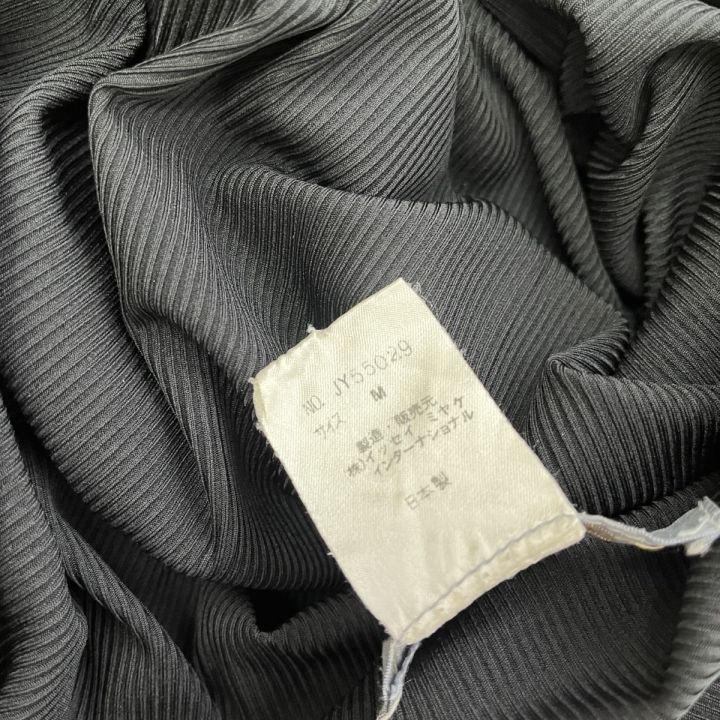 NO. JY55029
サイズ M
製造・販売元
㈱イッセイ ミヤケ
インターナショナル
日本製